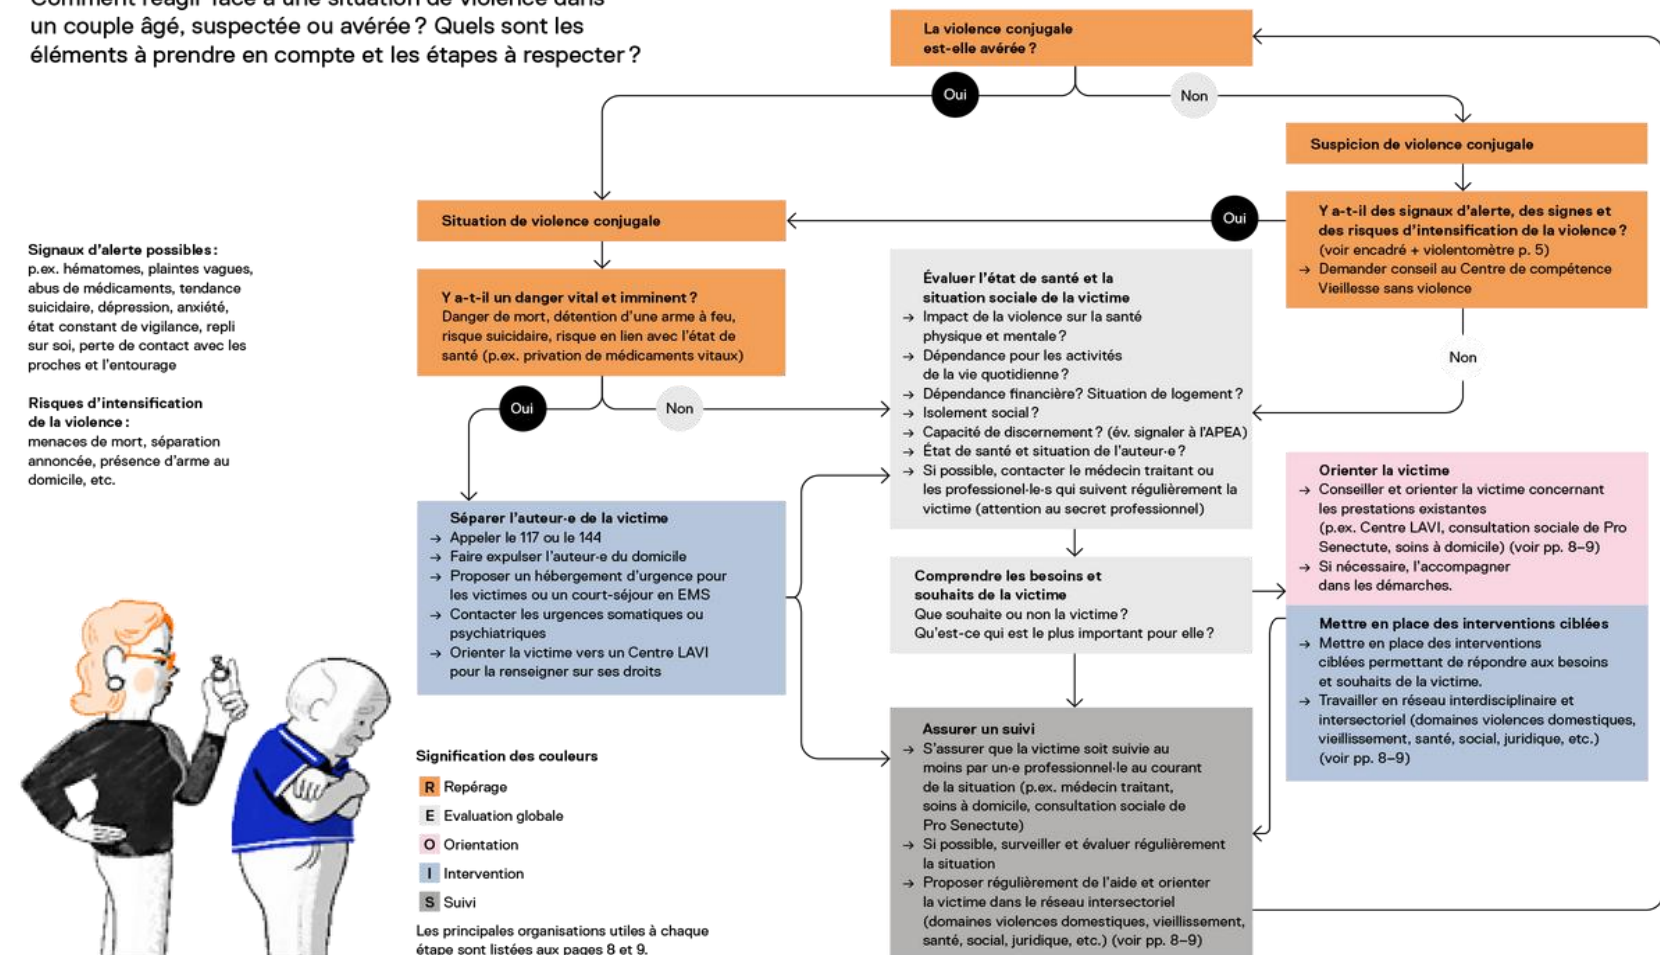 Comment réagir face à une situation de violence dans
un couple âgé, suspectée ou avérée ? Quels sont les
éléments à prendre en compte et les étapes à respecter ?
La violence conjugale
est-elle avérée ?
Oui
Non
Suspicion de violence conjugale
Situation de violence conjugale
Oui
Y a-t-il des signaux d'alerte, des signes et
des risques d'intensification de la violence ?
(voir encadré + violentomètre p. 5)
→ Demander conseil au Centre de compétence
Vieillesse sans violence
Non
Signaux d'alerte possibles :
p.ex. hématomes, plaintes vagues,
abus de médicaments, tendance
suicidaire, dépression, anxiété,
état constant de vigilance, repli
sur soi, perte de contact avec les
proches et l'entourage
Risques d'intensification
de la violence :
menaces de mort, séparation
annoncée, présence d'arme au
domicile, etc.
Y a-t-il un danger vital et imminent ?
Danger de mort, détention d'une arme à feu,
risque suicidaire, risque en lien avec l'état de
santé (p.ex. privation de médicaments vitaux)
Oui
Non
Évaluer l'état de santé et la
situation sociale de la victime
→ Impact de la violence sur la santé
physique et mentale ?
→ Dépendance pour les activités
de la vie quotidienne ?
→ Dépendance financière? Situation de logement ?
→ Isolement social ?
→ Capacité de discernement ? (év. signaler à l'APEA)
→ État de santé et situation de l'auteur·e ?
→ Si possible, contacter le médecin traitant ou
les professionel·le·s qui suivent régulièrement la
victime (attention au secret professionnel)
Séparer l'auteur·e de la victime
→ Appeler le 117 ou le 144
→ Faire expulser l'auteur·e du domicile
→ Proposer un hébergement d'urgence pour
les victimes ou un court-séjour en EMS
→ Contacter les urgences somatiques ou
psychiatriques
→ Orienter la victime vers un Centre LAVI
pour la renseigner sur ses droits
Comprendre les besoins et
souhaits de la victime
Que souhaite ou non la victime ?
Qu'est-ce qui est le plus important pour elle ?
Orienter la victime
→ Conseiller et orienter la victime concernant
les prestations existantes
(p.ex. Centre LAVI, consultation sociale de Pro
Senectute, soins à domicile) (voir pp. 8–9)
→ Si nécessaire, l'accompagner
dans les démarches.
Mettre en place des interventions ciblées
→ Mettre en place des interventions
ciblées permettant de répondre aux besoins
et souhaits de la victime.
→ Travailler en réseau interdisciplinaire et
intersectoriel (domaines violences domestiques,
vieillissement, santé, social, juridique, etc.)
(voir pp. 8–9)
Assurer un suivi
→ S'assurer que la victime soit suivie au
moins par un·e professionnel·le au courant
de la situation (p.ex. médecin traitant,
soins à domicile, consultation sociale de
Pro Senectute)
→ Si possible, surveiller et évaluer régulièrement
la situation
→ Proposer régulièrement de l'aide et orienter
la victime dans le réseau intersectoriel
(domaines violences domestiques, vieillissement,
santé, social, juridique, etc.) (voir pp. 8–9)
Signification des couleurs
R Repérage
E Evaluation globale
O Orientation
I Intervention
S Suivi
Les principales organisations utiles à chaque
étape sont listées aux pages 8 et 9.